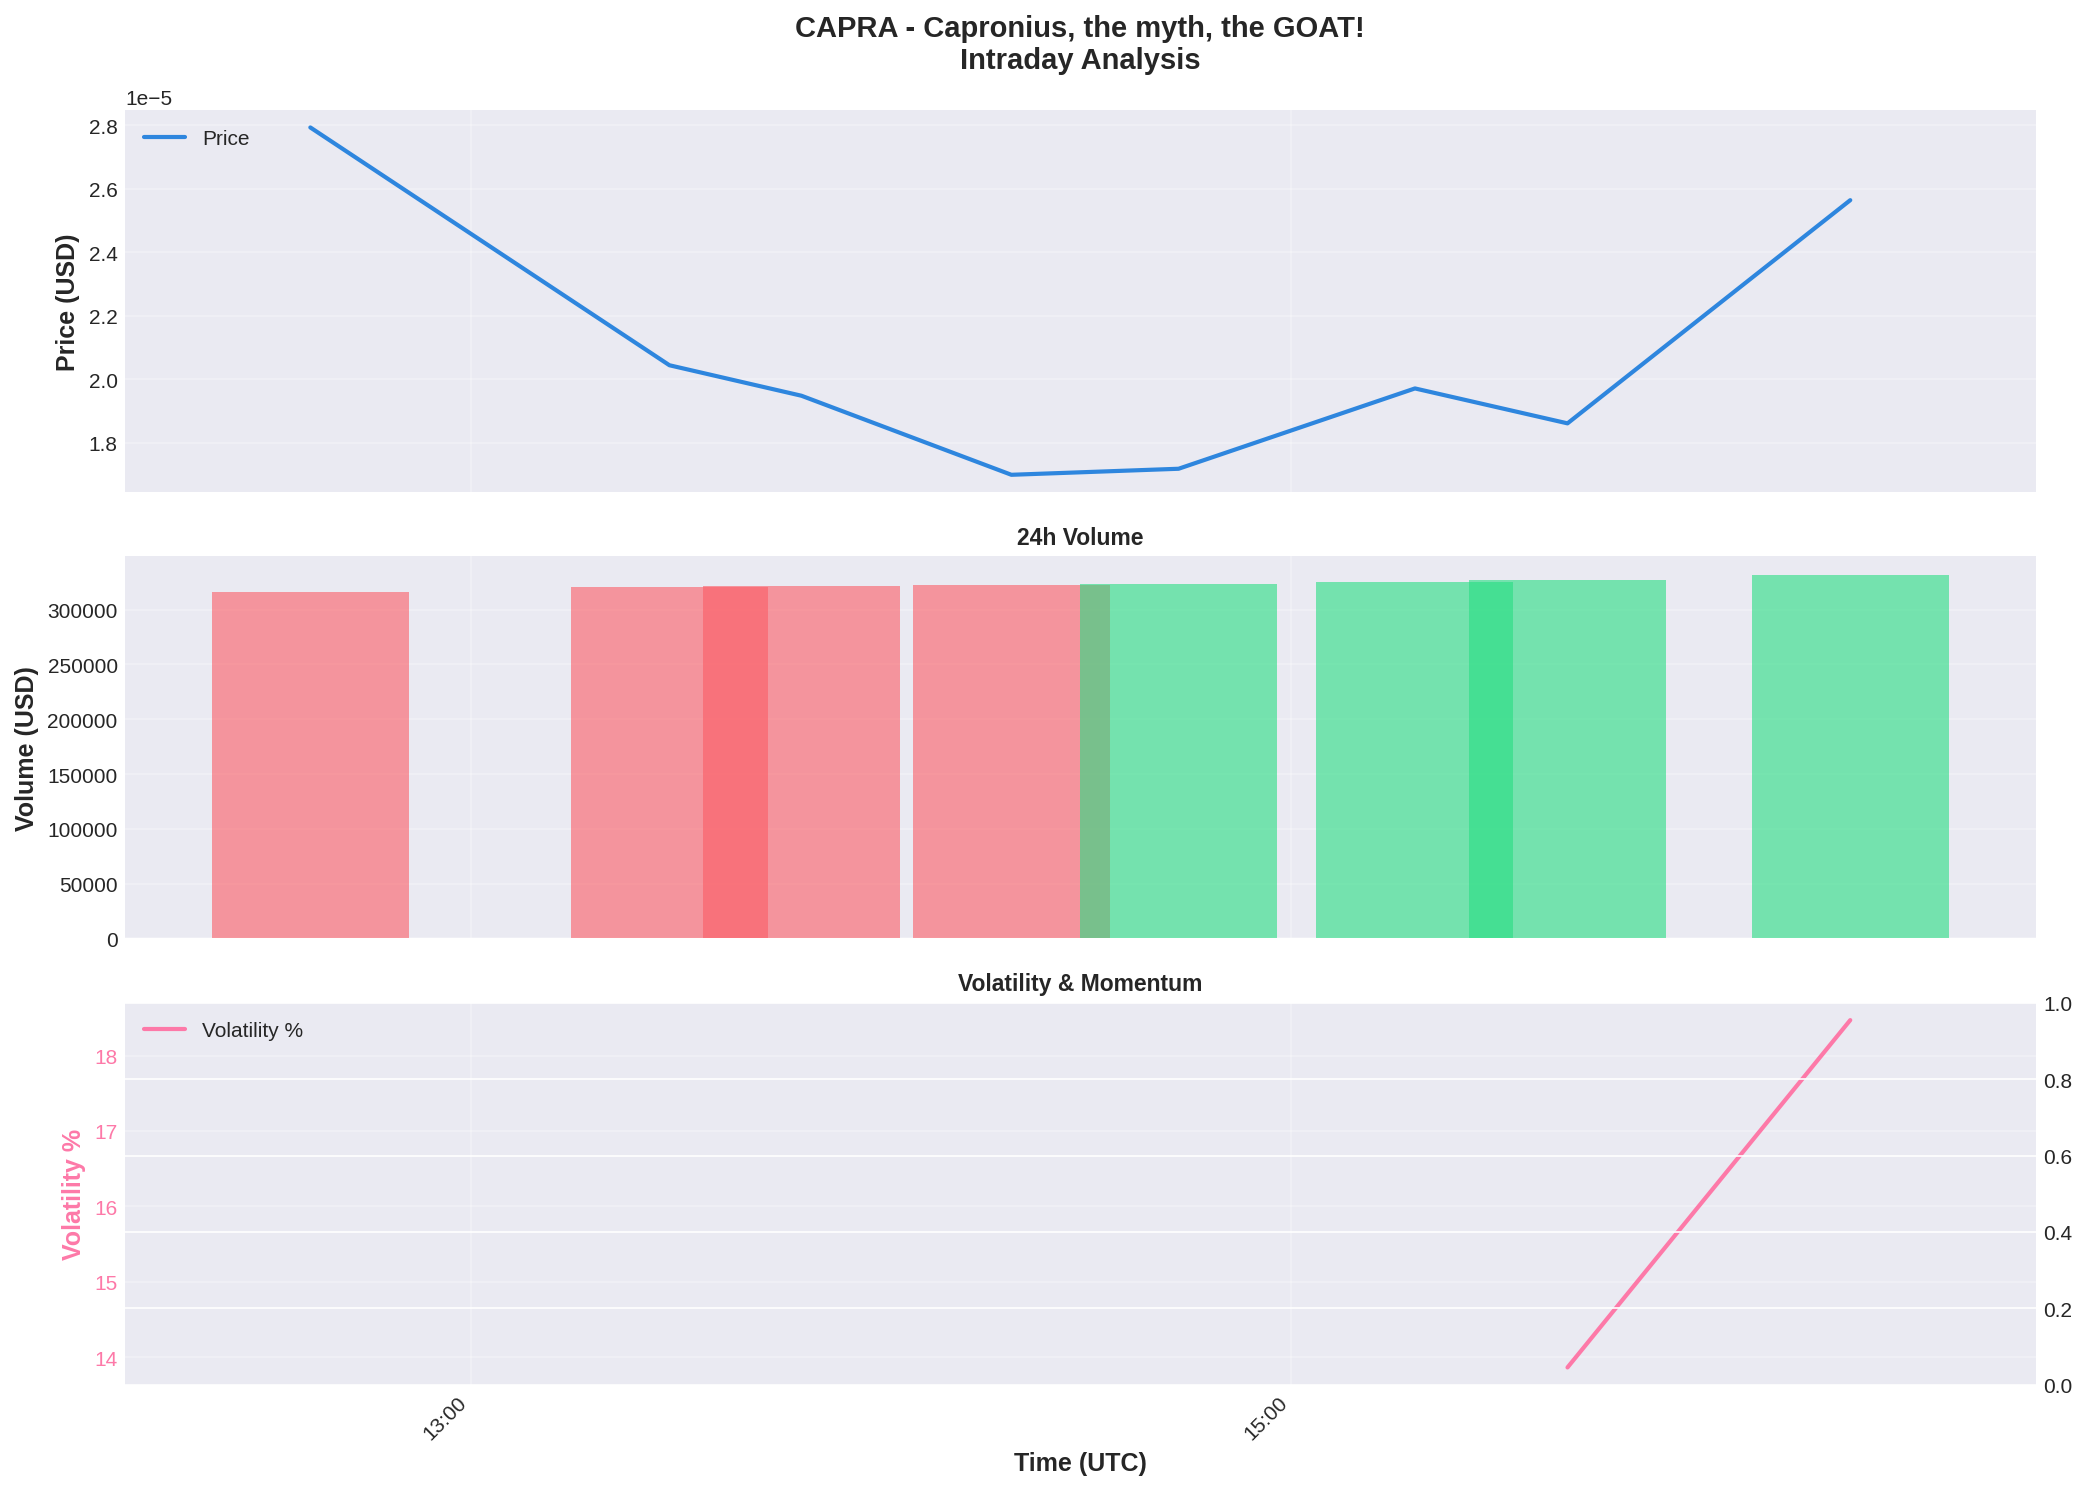 CAPRA - Capronius, the myth, the GOAT!
Intraday Analysis
1e−5
Price
2.8
2.6
2.4
2.2
2.0
1.8
Price (USD)
24h Volume
300000
250000
200000
150000
100000
50000
0
Volume (USD)
Volatility & Momentum
Volatility %
18
17
16
15
14
Volatility %
1.0
0.8
0.6
0.4
0.2
0.0
13:00
15:00
Time (UTC)